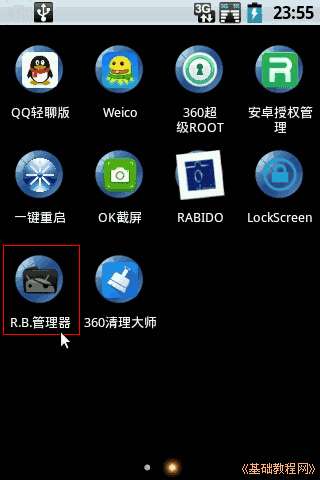 3G 3G 1X 23:55
QQ轻聊版 Weico 360超级ROOT 安卓授权管理
一键重启 OK截屏 RABIDO LockScreen
R.B.管理器 360清理大师
《基础教程网》